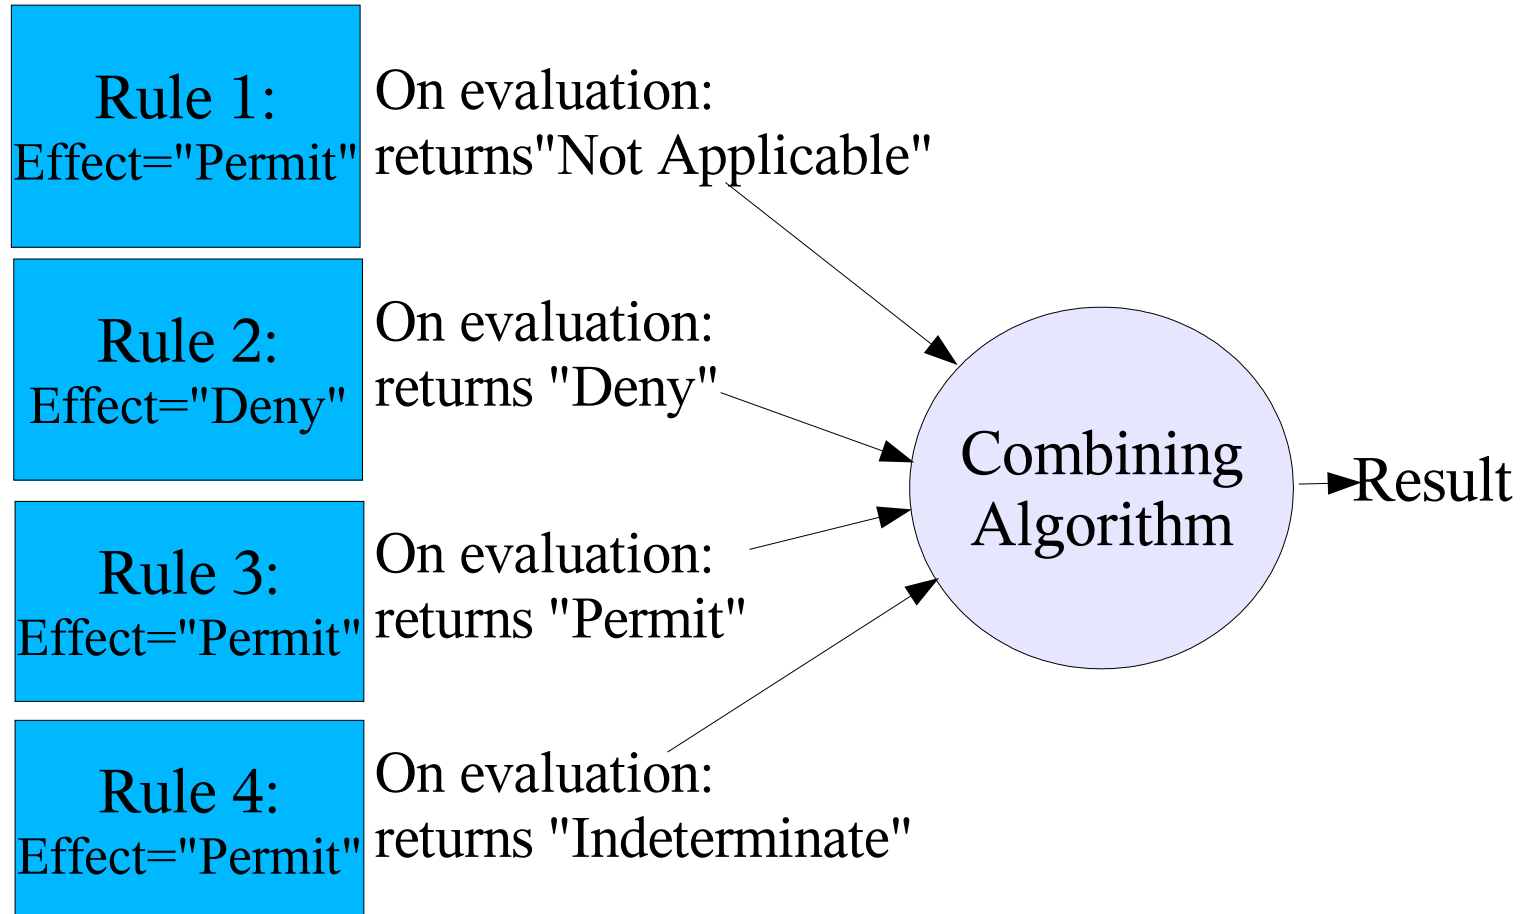 Rule 1:
Effect="Permit"
On evaluation:
returns"Not Applicable"
Rule 2:
Effect="Deny"
On evaluation:
returns "Deny"
Rule 3:
Effect="Permit"
On evaluation:
returns "Permit"
Rule 4:
Effect="Permit"
On evaluation:
returns "Indeterminate"
Combining
Algorithm
Result